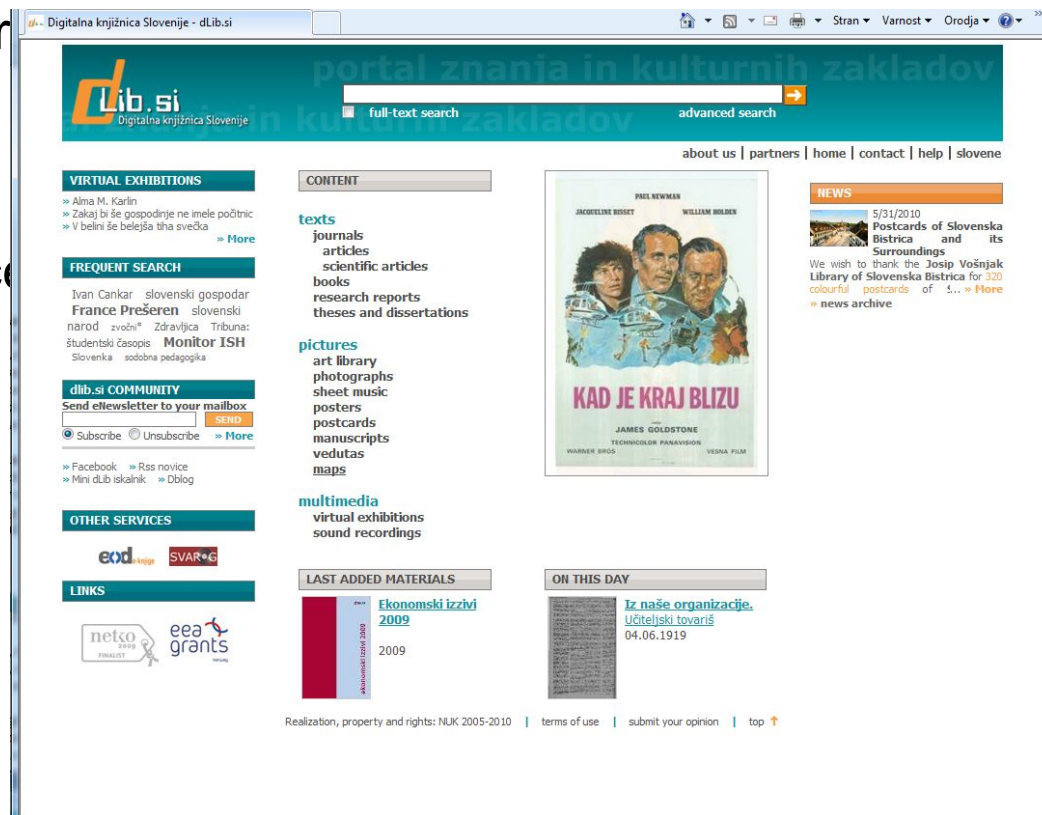 Digitalna knjižnica Slovenije - dLib.si
Stran
Varnost
Orodja
portal znanja in kulturnih zakladov
dLib.si
Digitalna knjižnica Slovenije
full-text search
advanced search
about us | partners | home | contact | help | slovene
VIRTUAL EXHIBITIONS
» Alma M. Karlin
» Zakaj bi še gospodinje ne imele počitnic
» V belini še belejša tiha svečka
» More
FREQUENT SEARCH
Ivan Cankar slovenski gospodar
France Prešeren slovenski
narod zvočni* Zdravljica Tribuna:
študentski časopis Monitor ISH
Slovenka sodobna pedagogika
dlib.si COMMUNITY
Send eNewsletter to your mailbox
SEND
Subscribe Unsubscribe » More
» Facebook » Rss novice
» Mini dLib iskalnik » Dblog
OTHER SERVICES
eod e-knjige
SVAROG
LINKS
netko
2009
FINALIST
eea
grants
CONTENT
texts
journals
articles
scientific articles
books
research reports
theses and dissertations
pictures
art library
photographs
sheet music
posters
postcards
manuscripts
vedutas
maps
multimedia
virtual exhibitions
sound recordings
PAUL NEWMAN
JACQUELINE BISSET WILLIAM HOLDEN
KAD JE KRAJ BLIZU
JAMES GOLDSTONE
TECHNICOLOR PANAVISION
WARNER BROS VESNA FILM
NEWS
5/31/2010
Postcards of Slovenska
Bistrica and its
Surroundings
We wish to thank the Josip Vošnjak
Library of Slovenska Bistrica for 320
colourful postcards of S... » More
» news archive
LAST ADDED MATERIALS
ekonomski izzivi 2009
Ekonomski izzivi
2009
2009
ON THIS DAY
Iz naše organizacije.
Učiteljski tovariš
04.06.1919
Realization, property and rights: NUK 2005-2010 | terms of use | submit your opinion | top